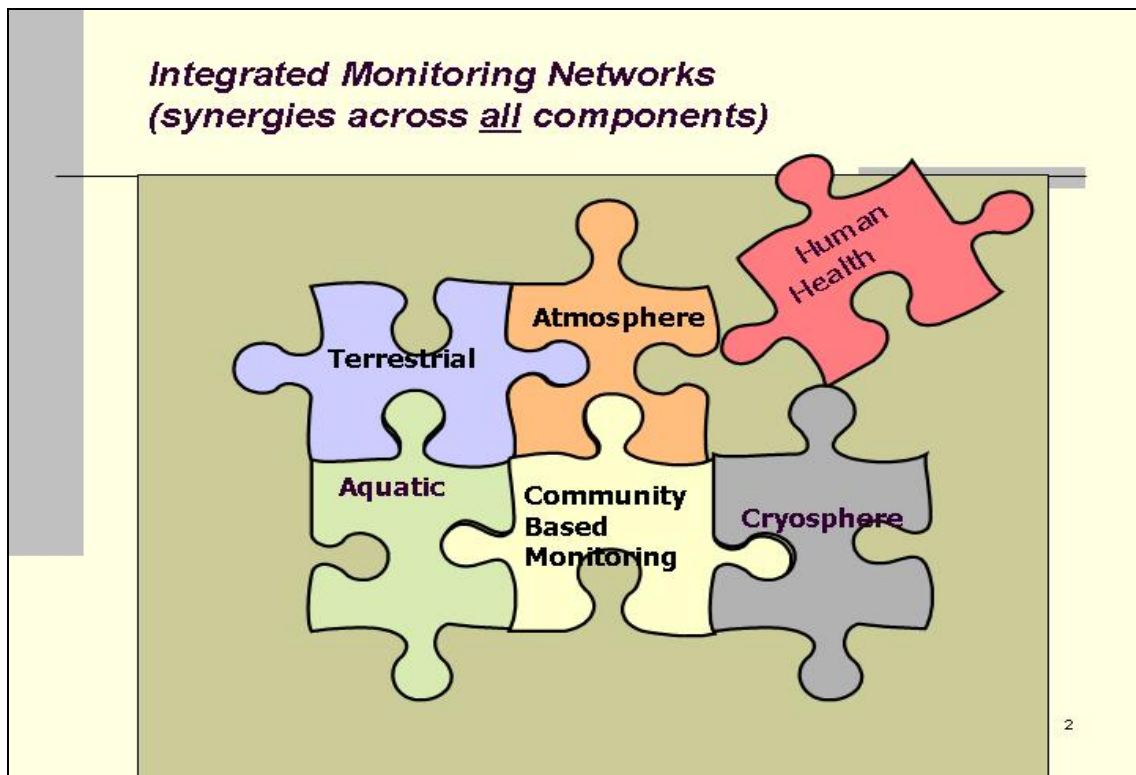 Integrated Monitoring Networks
(synergies across all components)
Human
Health
Atmosphere
Terrestrial
Aquatic
Community
Based
Monitoring
Cryosphere
2